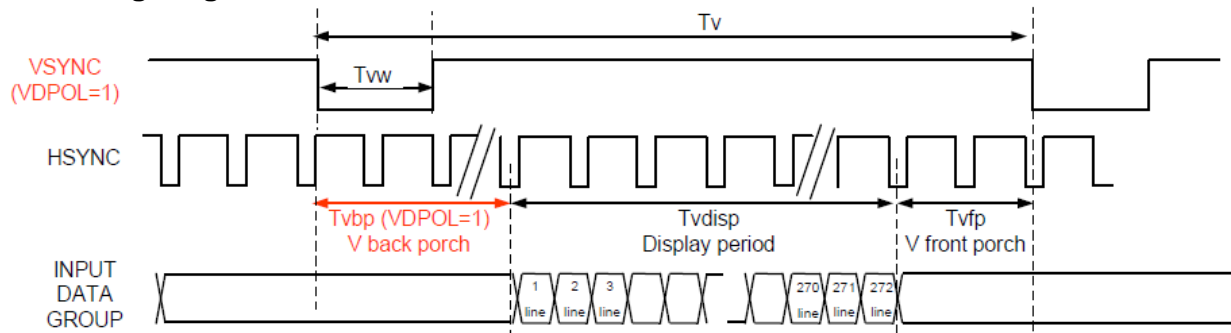 Tv
VSYNC
(VDPOL=1)
Tvw
HSYNC
Tvbp (VDPOL=1)
V back porch
Tvdisp
Display period
Tvfp
V front porch
INPUT
DATA
GROUP
1
line
2
line
3
line
270
line
271
line
272
line